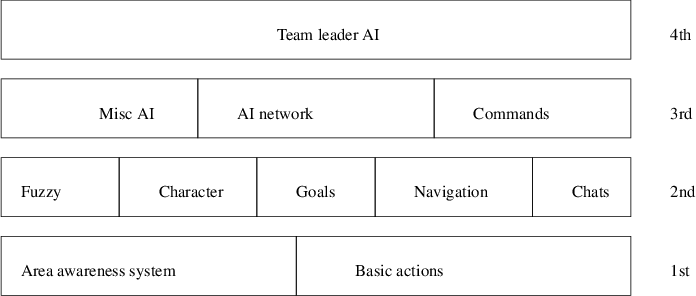 Team leader AI 4th
Misc AI AI network Commands 3rd
Fuzzy Character Goals Navigation Chats 2nd
Area awareness system Basic actions 1st